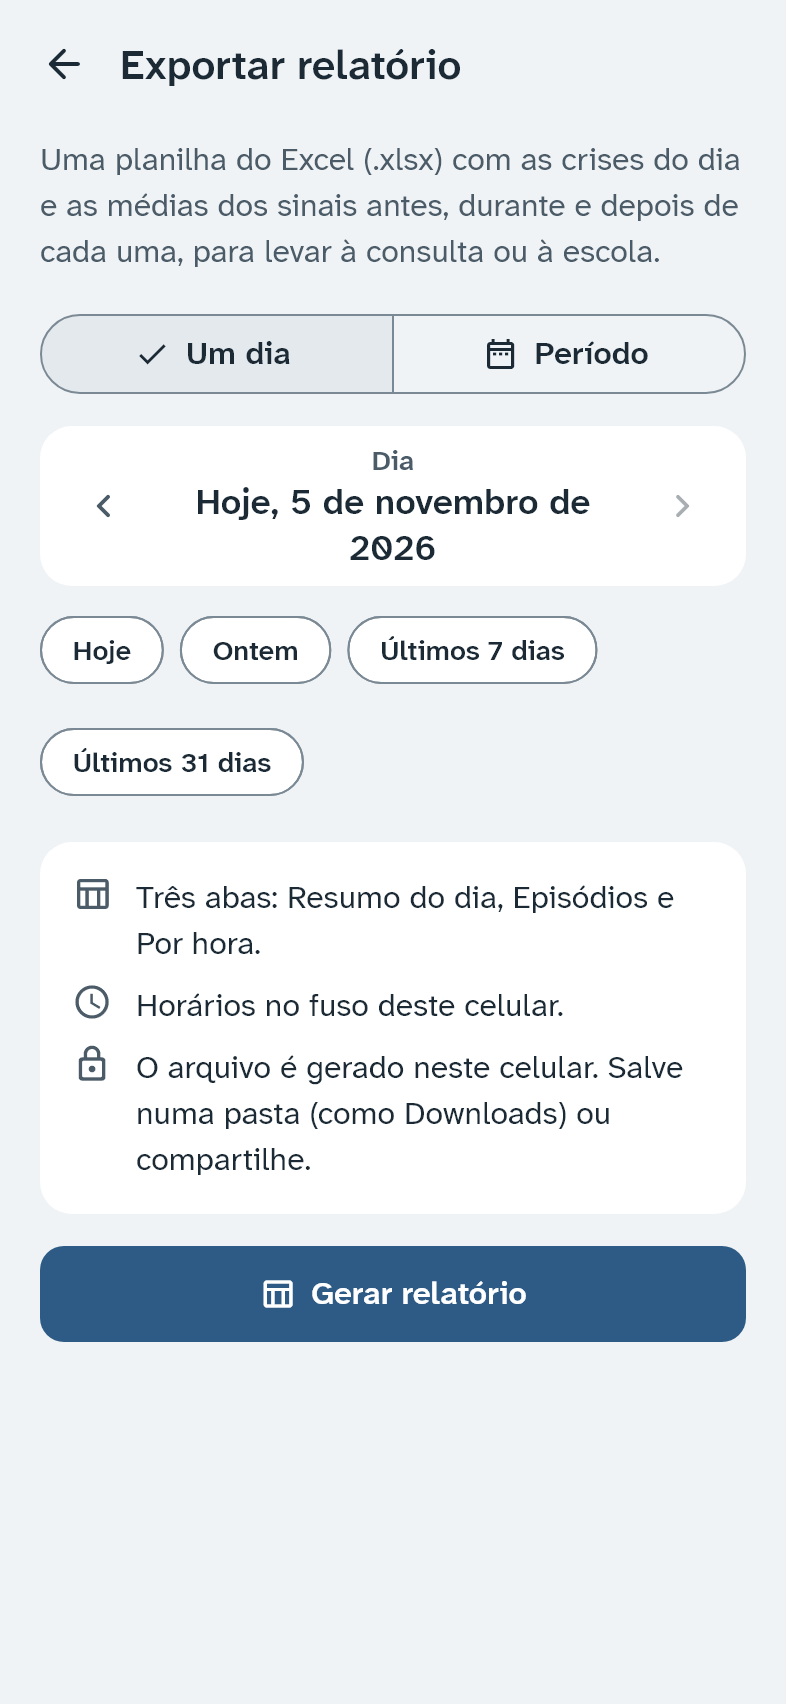 Exportar relatório
Uma planilha do Excel (.xlsx) com as crises do dia
e as médias dos sinais antes, durante e depois de
cada uma, para levar à consulta ou à escola.
Um dia
Período
Dia
Hoje, 5 de novembro de
2026
Hoje
Ontem
Últimos 7 dias
Últimos 31 dias
Três abas: Resumo do dia, Episódios e
Por hora.
Horários no fuso deste celular.
O arquivo é gerado neste celular. Salve
numa pasta (como Downloads) ou
compartilhe.
Gerar relatório